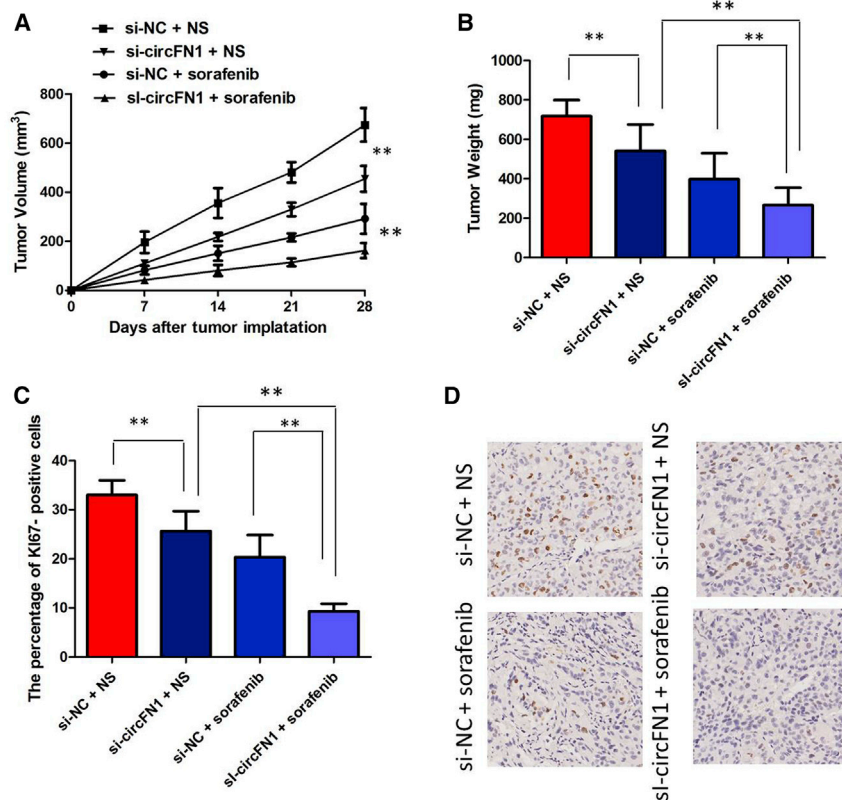 A
si-NC + NS
si-circFN1 + NS
si-NC + sorafenib
sI-circFN1 + sorafenib
Tumor Volume (mm³)
800
600
400
200
0
**
**
0 7 14 21 28
Days after tumor implatation
B
**
**
**
Tumor Weight (mg)
1000
800
600
400
200
0
si-NC + NS
si-circFN1 + NS
si-NC + sorafenib
sI-circFN1 + sorafenib
C
**
**
**
The percentage of KI67- positive cells
40
30
20
10
0
si-NC + NS
si-circFN1 + NS
si-NC + sorafenib
sI-circFN1 + sorafenib
D
si-NC + NS
si-circFN1 + NS
si-NC + sorafenib
sI-circFN1 + sorafenib